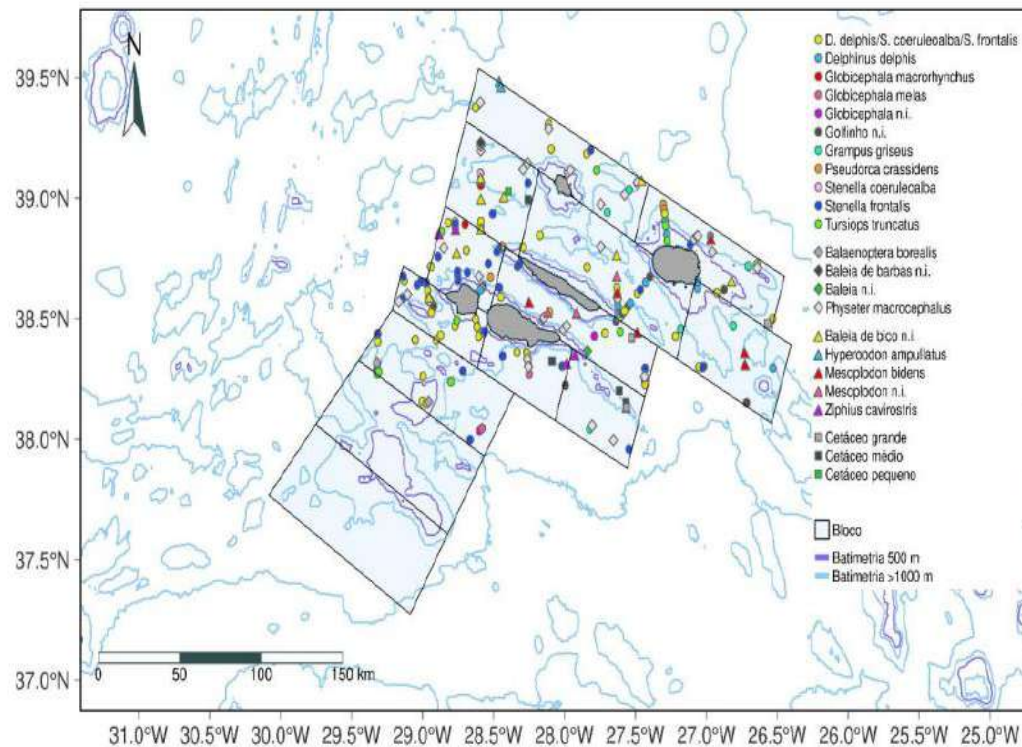 N
39.5°N
39.0°N
38.5°N
38.0°N
37.5°N
37.0°N
31.0°W 30.5°W 30.0°W 29.5°W 29.0°W 28.5°W 28.0°W 27.5°W 27.0°W 26.5°W 26.0°W 25.5°W 25.0°W
0 50 100 150 km
D. delphis/S. coeruleoalba/S. frontalis
Delphinus delphis
Globicephala macrorhynchus
Globicephala melas
Globicephala n.i.
Golfinho n.i.
Grampus griseus
Pseudorca crassidens
Stenella coeruleoalba
Stenella frontalis
Tursiops truncatus
Balaenoptera borealis
Baleia de barbas n.i.
Baleia n.i.
Physeter macrocephalus
Baleia de bico n.i.
Hyperoodon ampullatus
Mesoplodon bidens
Mesoplodon n.i.
Ziphius cavirostris
Cetáceo grande
Cetáceo médio
Cetáceo pequeno
Bloco
Batimetria 500 m
Batimetria >1000 m